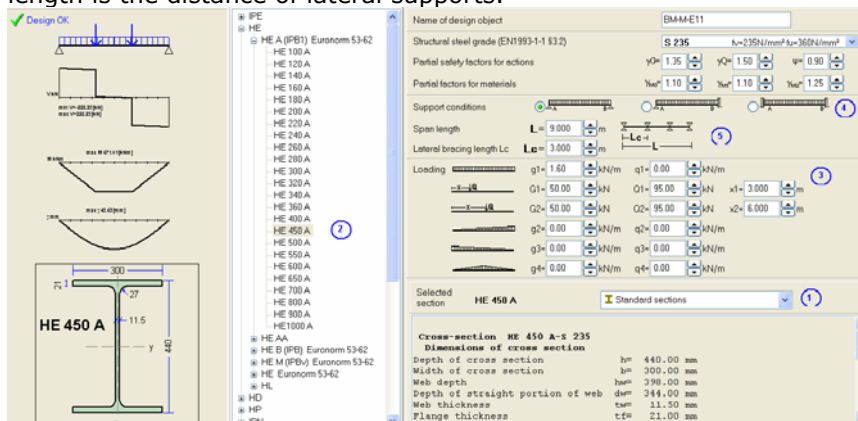 length is the distance of lateral supports.
Design OK
300
21
27
HE 450 A
11.5
y
440
IPE
HE
HE A (IPB1) Euronorm 53-62
HE 100 A
HE 120 A
HE 140 A
HE 160 A
HE 180 A
HE 200 A
HE 220 A
HE 240 A
HE 260 A
HE 280 A
HE 300 A
HE 320 A
HE 340 A
HE 360 A
HE 400 A
HE 450 A
2
HE 500 A
HE 550 A
HE 600 A
HE 650 A
HE 700 A
HE 800 A
HE 900 A
HE1000 A
HE AA
HE B (IPB) Euronorm 53-62
HE M (IPBv) Euronorm 53-62
HE Euronorm 53-62
HL
HD
HP
Name of design object BM-M-E11
Structural steel grade (EN1993-1-1 §3.2) S 235 fy=235N/mm² fu=360N/mm²
Partial safety factors for actions γG= 1.35 γQ= 1.50 ψ= 0.90
Partial factors for materials γM0= 1.10 γM1= 1.10 γM2= 1.25
Support conditions A B A B A B 4
Span length L= 9.000 m Lc L 5
Lateral bracing length Lc Lc= 3.000 m
Loading g1= 1.60 kN/m q1= 0.00 kN/m 3
G1= 50.00 kN Q1= 95.00 kN x1= 3.000 m
G2= 50.00 kN Q2= 95.00 kN x2= 6.000 m
g2= 0.00 kN/m q2= 0.00 kN/m
g3= 0.00 kN/m q3= 0.00 kN/m
g4= 0.00 kN/m q4= 0.00 kN/m
Selected section HE 450 A Standard sections 1
Cross-section HE 450 A-S 235
Dimensions of cross section
Depth of cross section h= 440.00 mm
Width of cross section b= 300.00 mm
Web depth hw= 398.00 mm
Depth of straight portion of web dw= 344.00 mm
Web thickness tw= 11.50 mm
Flange thickness tf= 21.00 mm